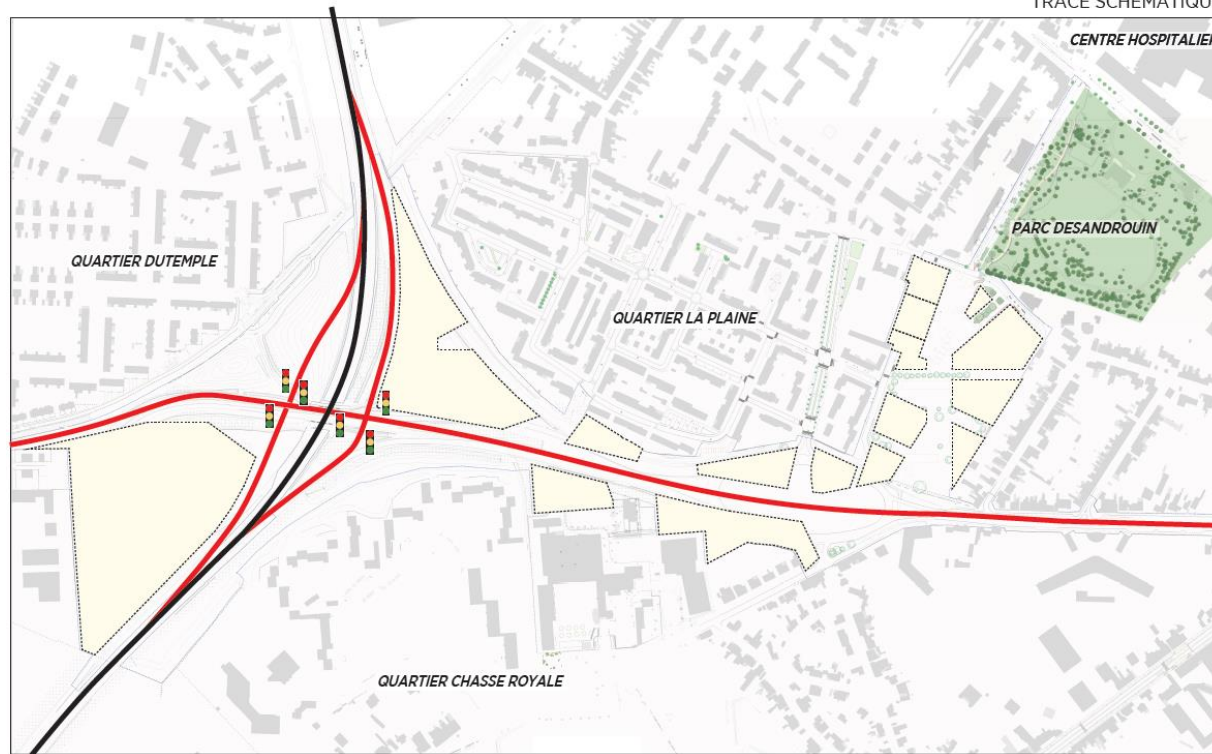 TRACÉ SCHÉMATIQU
CENTRE HOSPITALIER
PARC DESANDROUIN
QUARTIER DUTEMPLE
QUARTIER LA PLAINE
QUARTIER CHASSE ROYALE